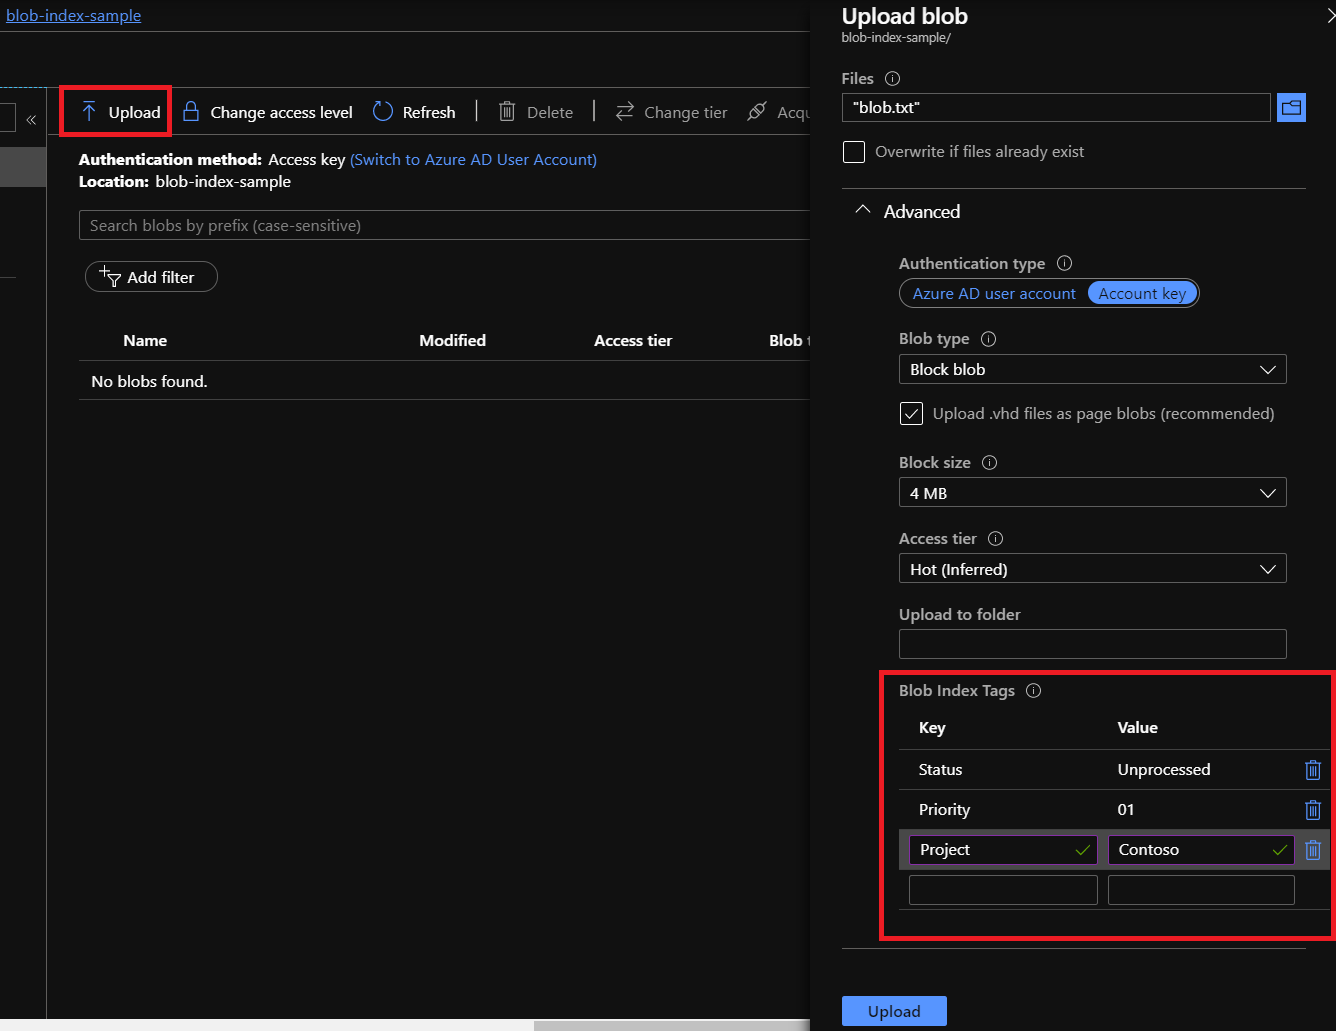 blob-index-sample
Upload
Change access level
Refresh
Delete
Change tier
Acqu
Authentication method: Access key (Switch to Azure AD User Account)
Location: blob-index-sample
Search blobs by prefix (case-sensitive)
Add filter
Name Modified Access tier Blob t
No blobs found.
Upload blob
blob-index-sample/
Files
"blob.txt"
Overwrite if files already exist
Advanced
Authentication type
Azure AD user account Account key
Blob type
Block blob
Upload .vhd files as page blobs (recommended)
Block size
4 MB
Access tier
Hot (Inferred)
Upload to folder
Blob Index Tags
Key Value
Status Unprocessed
Priority 01
Project Contoso
Upload